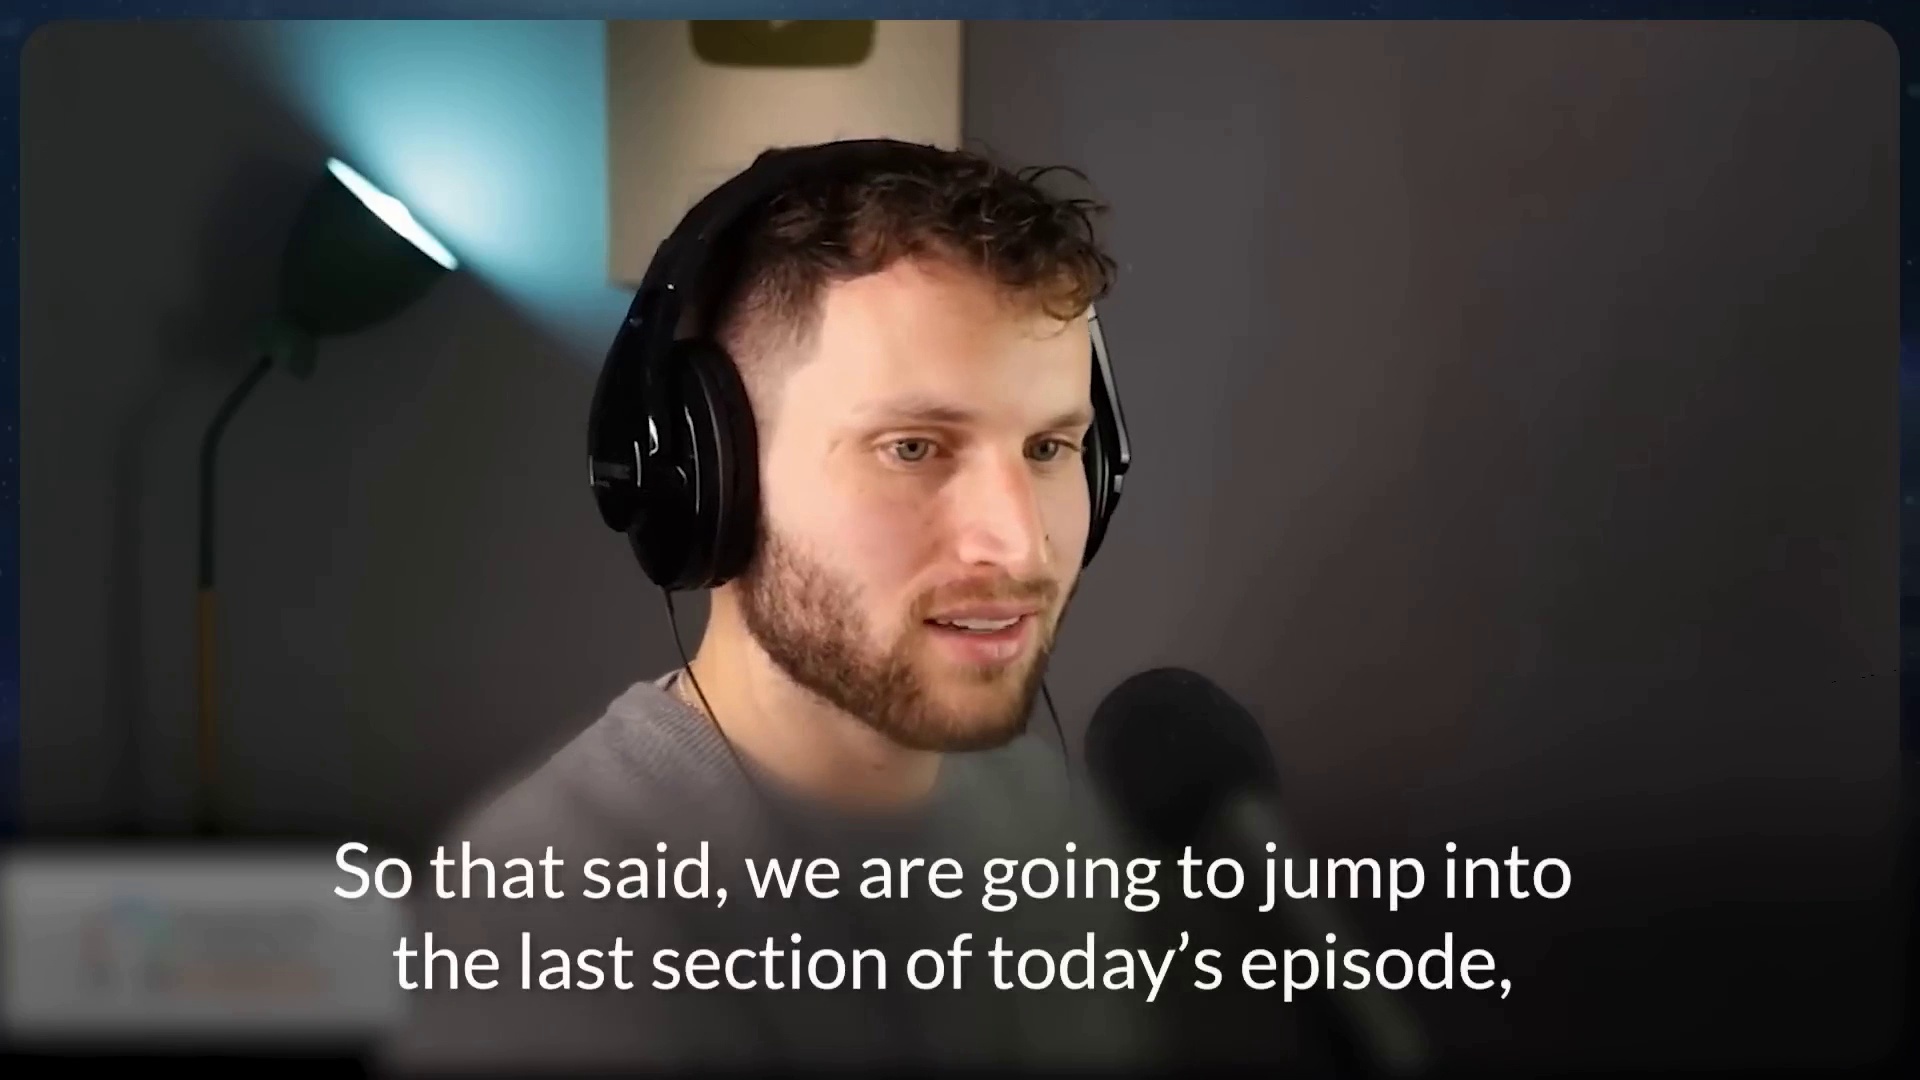 So that said, we are going to jump into
the last section of today’s episode,